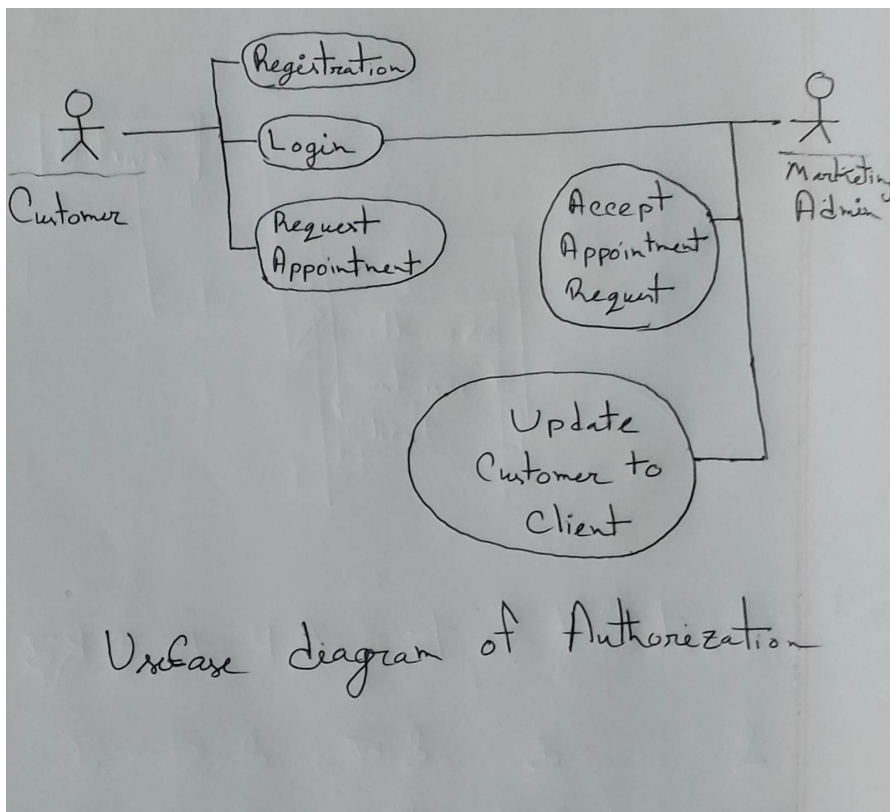 Registration
Login
Request
Appointment
Customer
Marketing
Admin
Accept
Appointment
Request
Update
Customer to
Client
UseCase diagram of Authorization